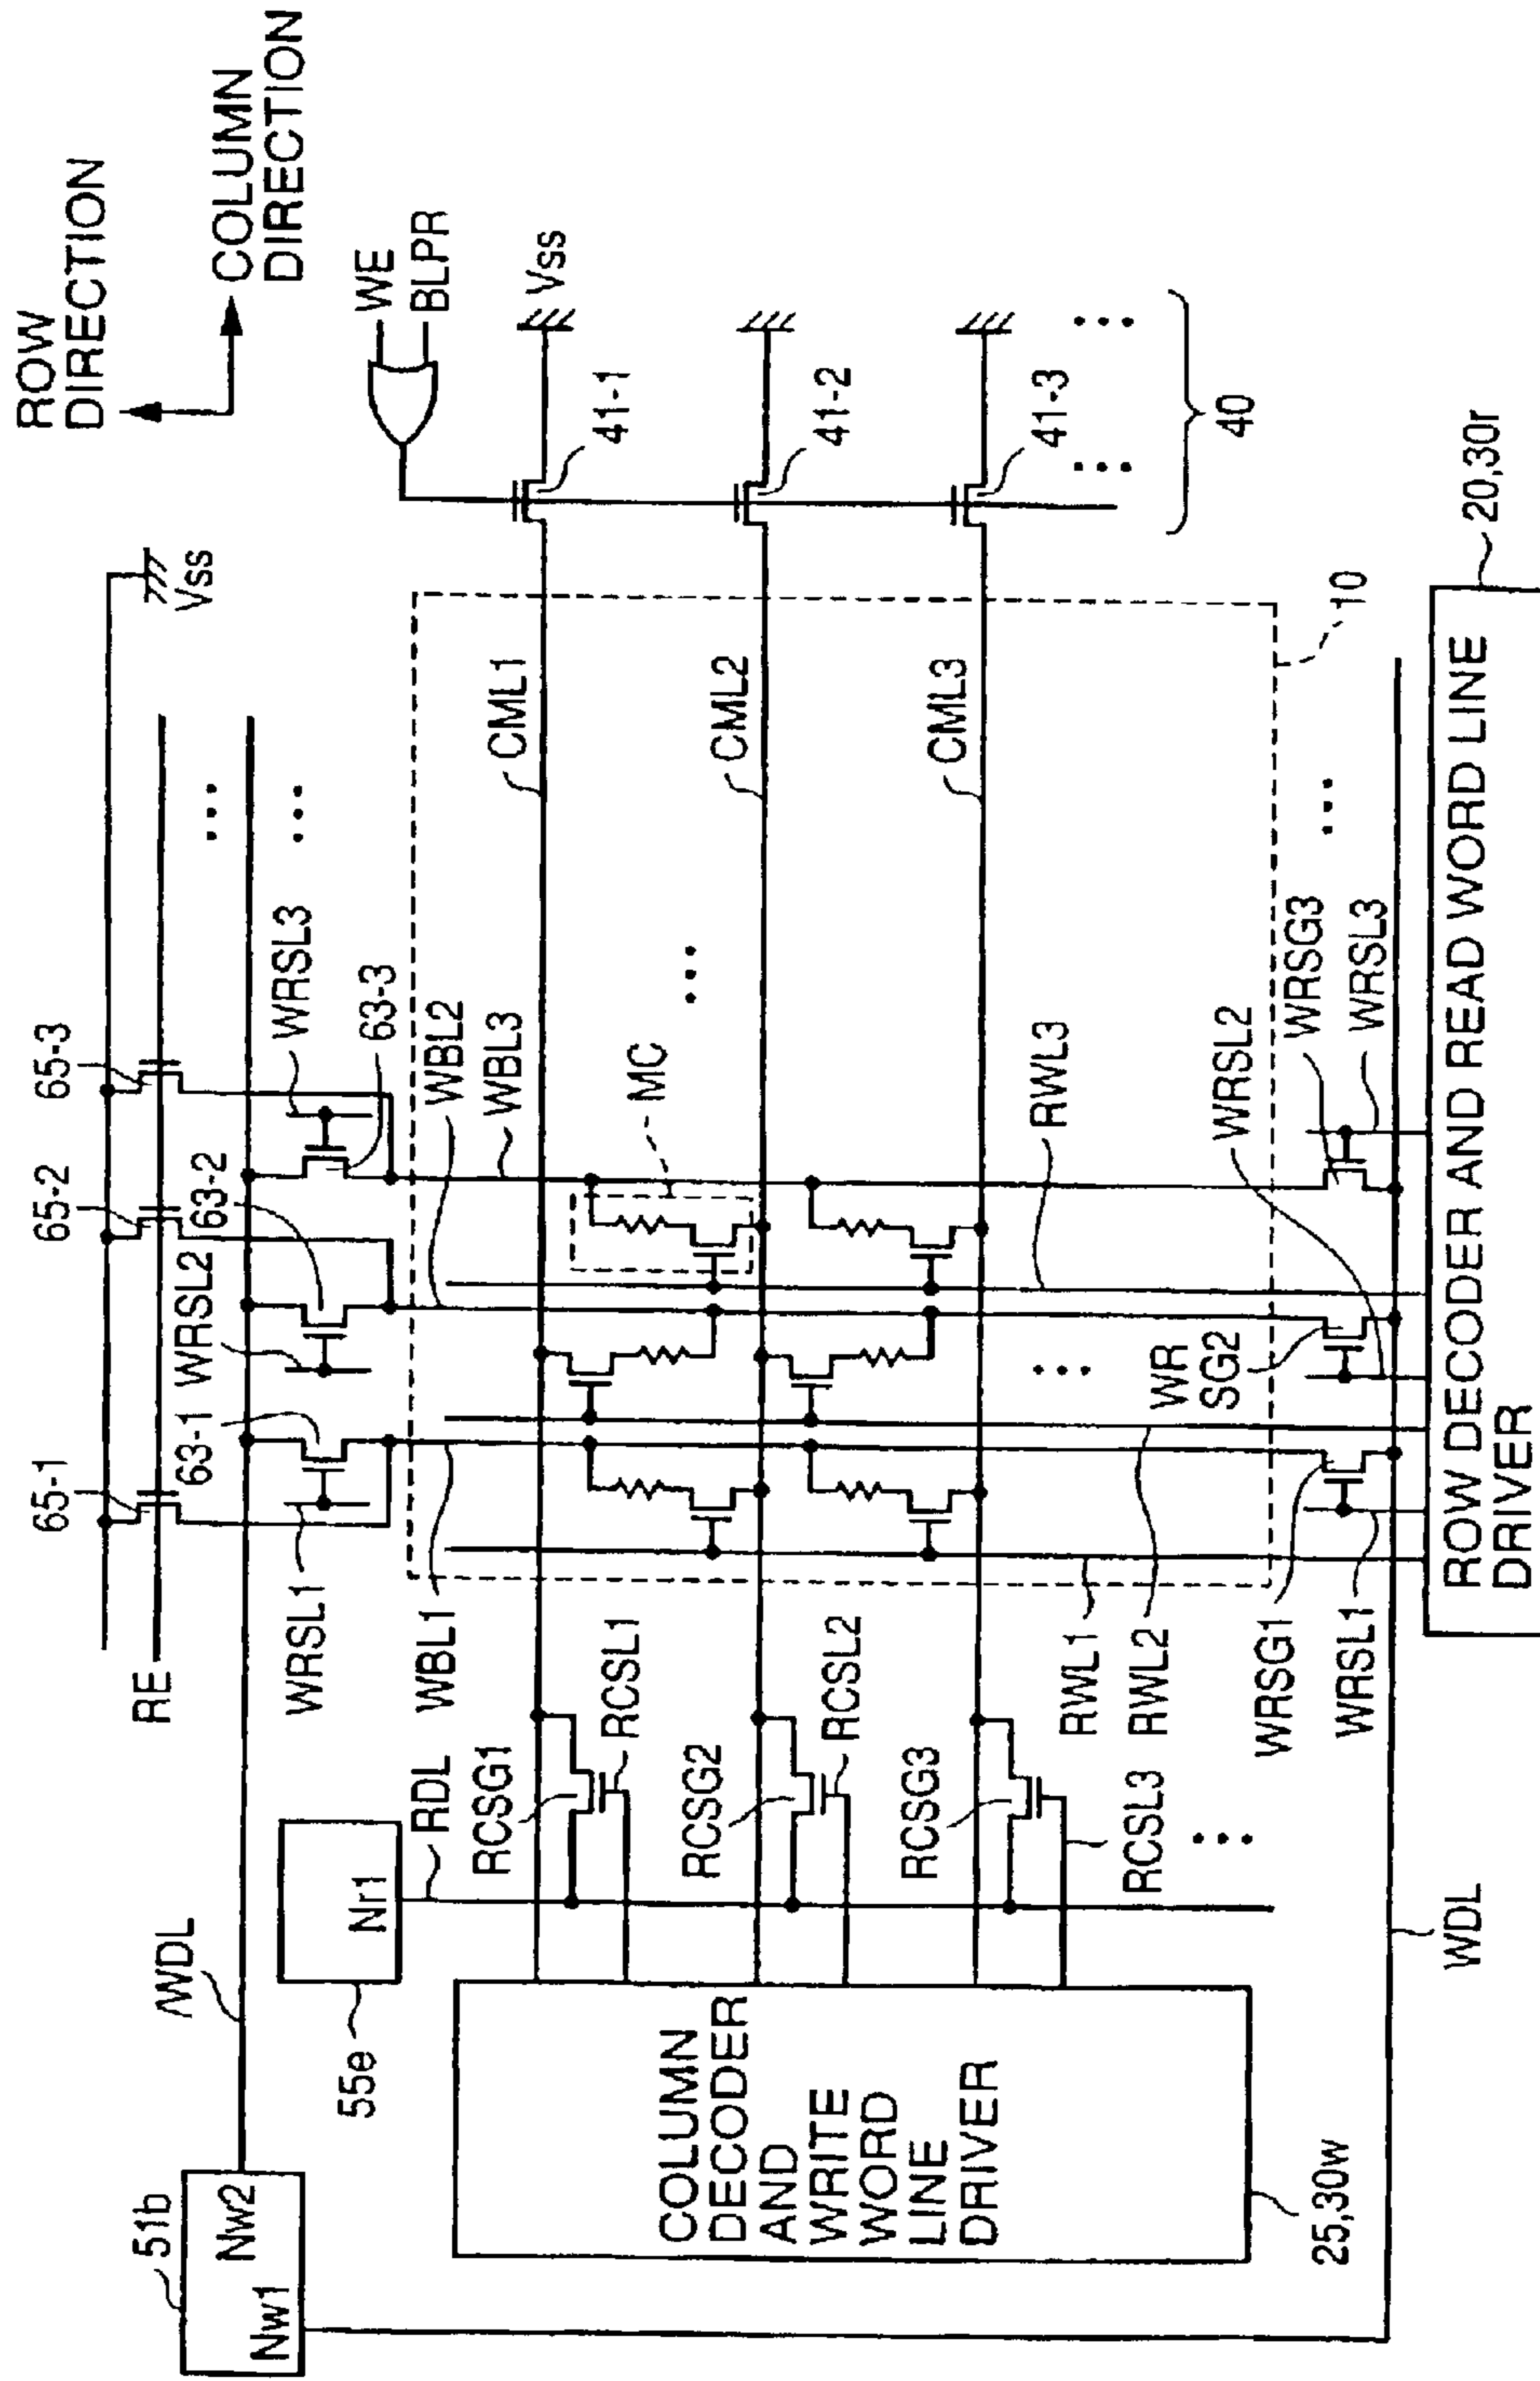 ROW
DIRECTION
COLUMN
DIRECTION
WE
BLPR
Vss
41-1
41-2
41-3
40
20,30r
Vss
10
CML1
CML2
CML3
65-1
65-2
65-3
RE
WRSL1
63-1
WRSL2
63-2
WRSL3
63-3
WBL1
WBL2
WBL3
MC
RWL3
WRSL2
WRSG3
WRSL3
WR
SG2
RWL1
RWL2
WRSG1
WRSL1
ROW DECODER AND READ WORD LINE
DRIVER
/WDL
RDL
RCSG1
RCSL1
RCSG2
RCSL2
RCSG3
RCSL3
WDL
55e
Nr1
51b
Nw2
Nw1
COLUMN
DECODER
AND
WRITE
WORD
LINE
DRIVER
25,30w